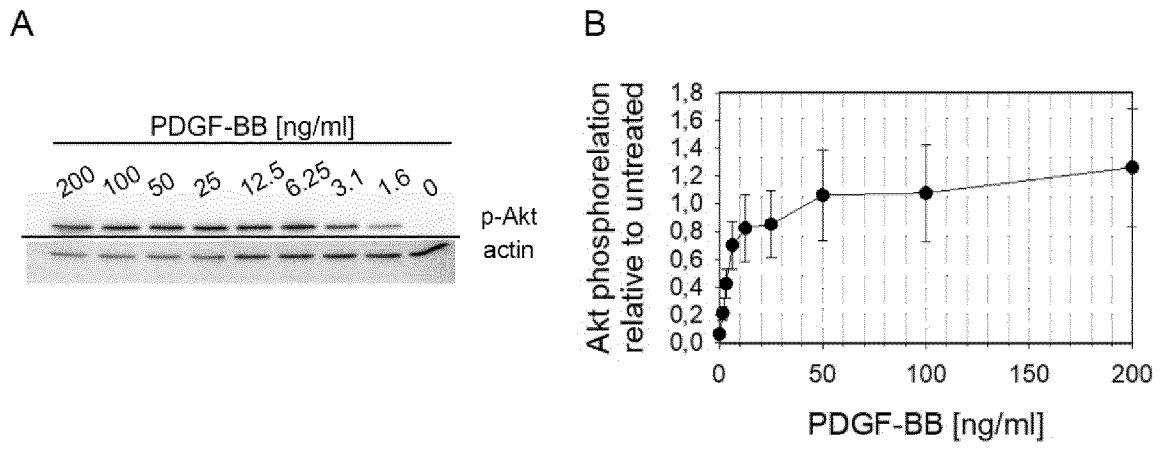 A
PDGF-BB [ng/ml]
200 100 50 25 12.5 6.25 3.1 1.6 0
p-Akt
actin
B
Akt phosphorelation
relative to untreated
1,8
1,6
1,4
1,2
1,0
0,8
0,6
0,4
0,2
0,0
0 50 100 150 200
PDGF-BB [ng/ml]